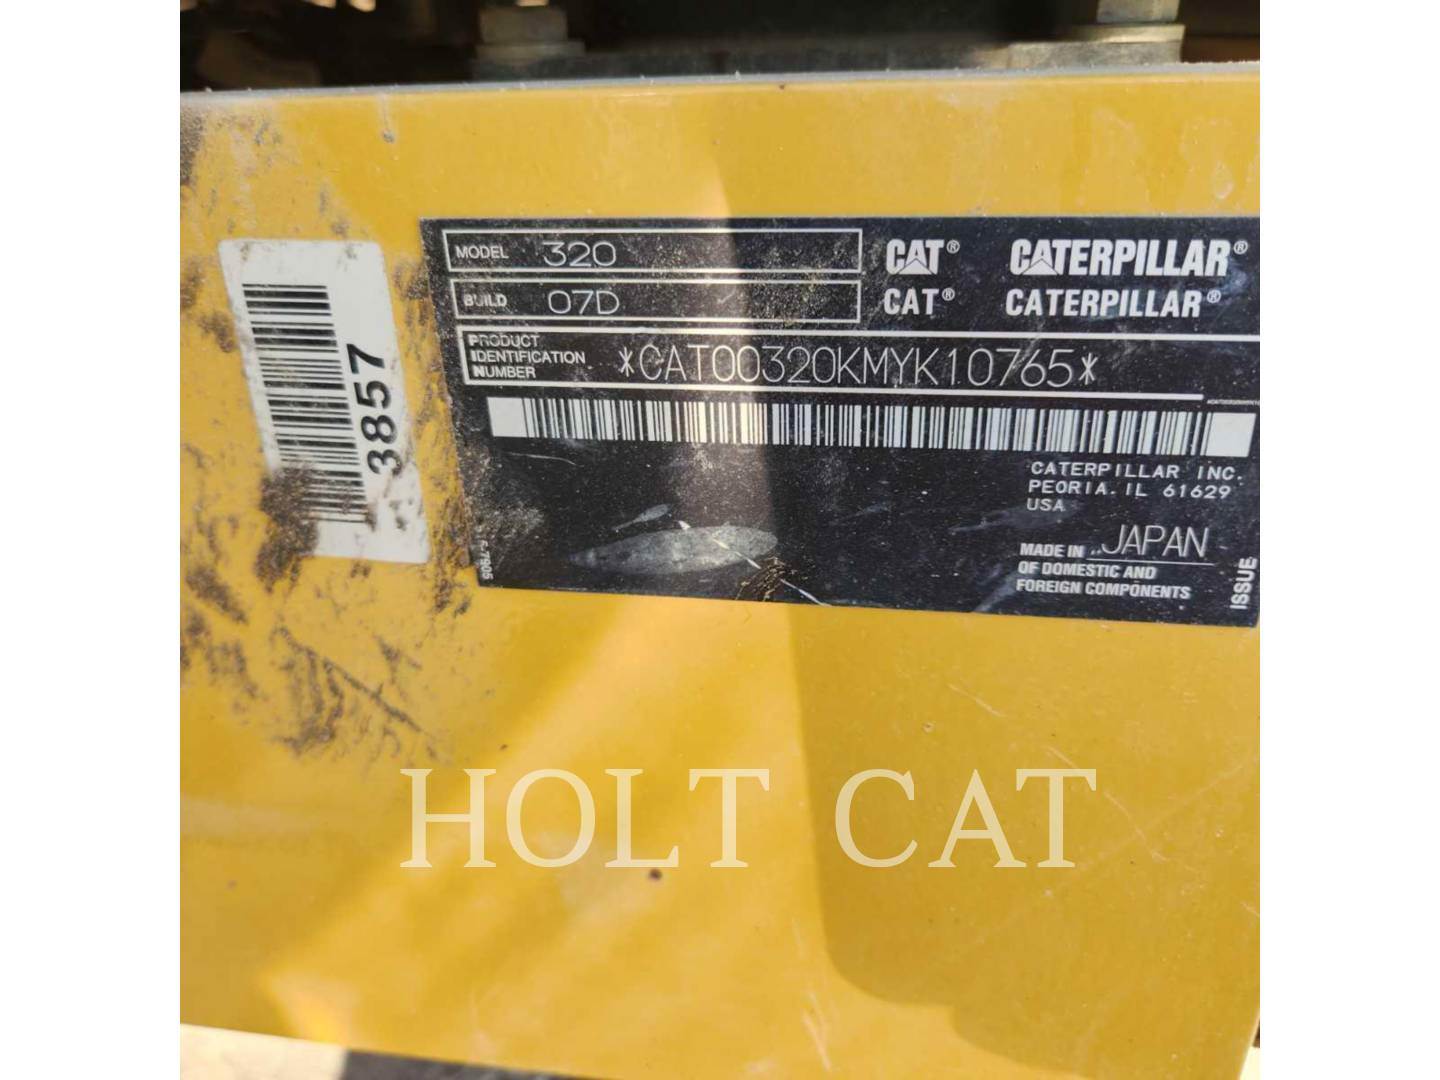 MODEL 320
BUILD 07D
PRODUCT IDENTIFICATION NUMBER *CAT00320KMYK10765*
CAT® CATERPILLAR®
CAT® CATERPILLAR®
CATERPILLAR INC.
PEORIA, IL 61629
USA
MADE IN JAPAN
OF DOMESTIC AND
FOREIGN COMPONENTS
ISSUE
3857
HOLT CAT